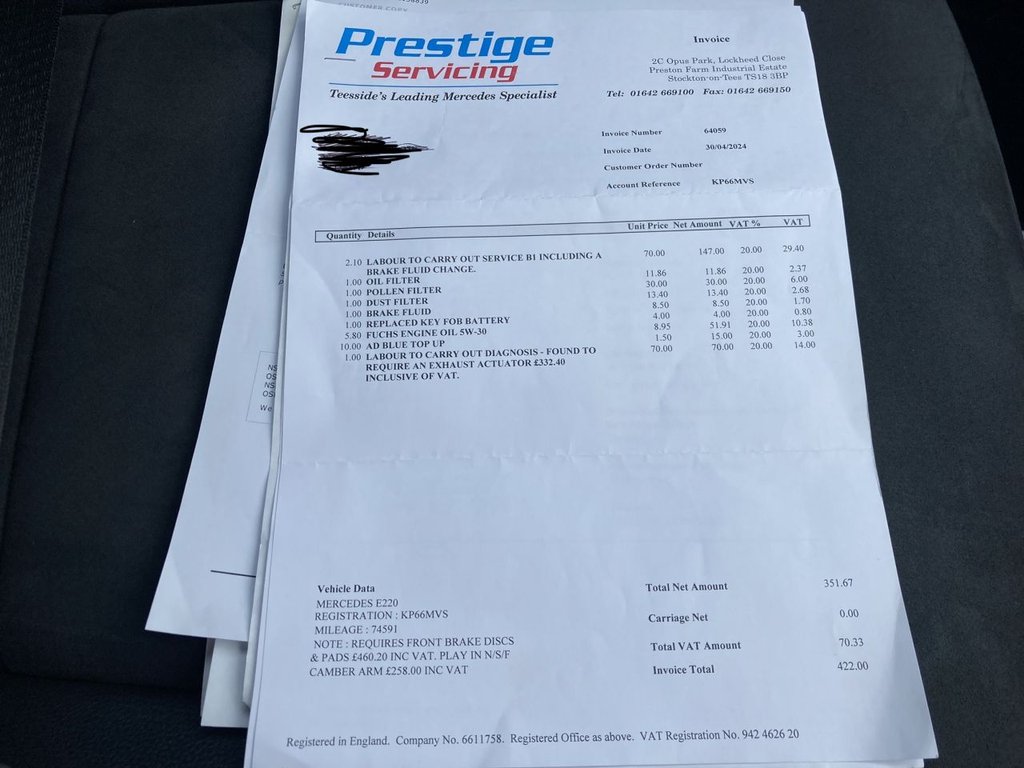 CUSTOMER COPY
Prestige
Servicing
Teesside's Leading Mercedes Specialist
Invoice
2C Opus Park, Lockheed Close
Preston Farm Industrial Estate
Stockton-on-Tees TS18 3BP
Tel: 01642 669100 Fax: 01642 669150
Invoice Number 64059
Invoice Date 30/04/2024
Customer Order Number
Account Reference KP66MVS
Quantity Details Unit Price Net Amount VAT % VAT
2.10 LABOUR TO CARRY OUT SERVICE B1 INCLUDING A 70.00 147.00 20.00 29.40
BRAKE FLUID CHANGE.
1.00 OIL FILTER 11.86 11.86 20.00 2.37
1.00 POLLEN FILTER 30.00 30.00 20.00 6.00
1.00 DUST FILTER 13.40 13.40 20.00 2.68
1.00 BRAKE FLUID 8.50 8.50 20.00 1.70
1.00 REPLACED KEY FOB BATTERY 4.00 4.00 20.00 0.80
5.80 FUCHS ENGINE OIL 5W-30 8.95 51.91 20.00 10.38
10.00 AD BLUE TOP UP 1.50 15.00 20.00 3.00
1.00 LABOUR TO CARRY OUT DIAGNOSIS - FOUND TO 70.00 70.00 20.00 14.00
REQUIRE AN EXHAUST ACTUATOR £332.40
INCLUSIVE OF VAT.
NS
OS
NS
OS
We
Vehicle Data
MERCEDES E220
REGISTRATION : KP66MVS
MILEAGE : 74591
NOTE : REQUIRES FRONT BRAKE DISCS
& PADS £460.20 INC VAT. PLAY IN N/S/F
CAMBER ARM £258.00 INC VAT
Total Net Amount 351.67
Carriage Net 0.00
Total VAT Amount 70.33
Invoice Total 422.00
Registered in England. Company No. 6611758. Registered Office as above. VAT Registration No. 942 4626 20